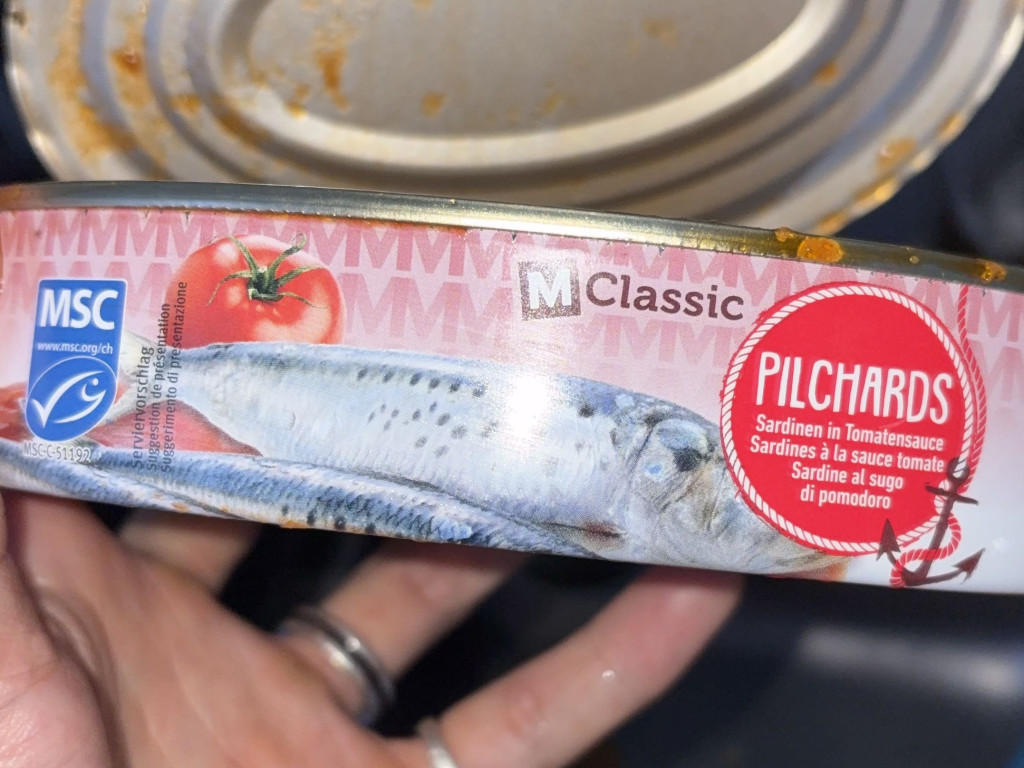 MSC
www.msc.org/ch
MSC-C-51192
Serviervorschlag
Suggestion de présentation
Suggerimento di presentazione
M Classic
PILCHARDS
Sardinen in Tomatensauce
Sardines à la sauce tomate
Sardine al sugo
di pomodoro